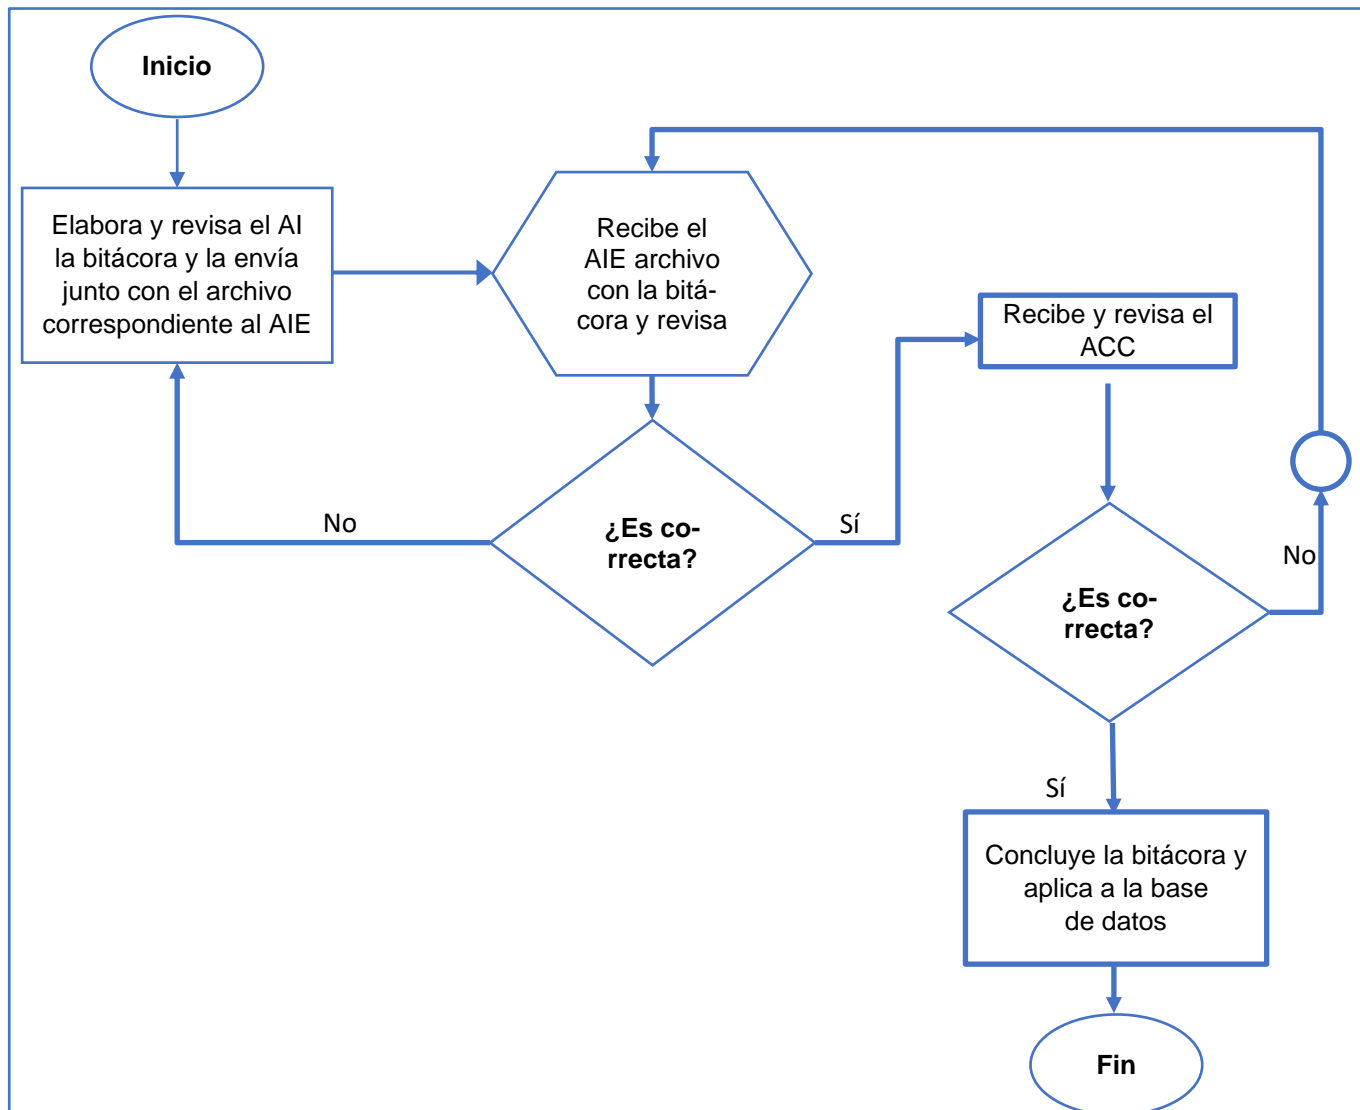 Inicio
Elabora y revisa el AI
la bitácora y la envía
junto con el archivo
correspondiente al AIE
Recibe el
AIE archivo
con la bitá-
cora y revisa
Recibe y revisa el
ACC
No
¿Es co-
rrecta?
Sí
No
¿Es co-
rrecta?
Sí
Concluye la bitácora y
aplica a la base
de datos
Fin